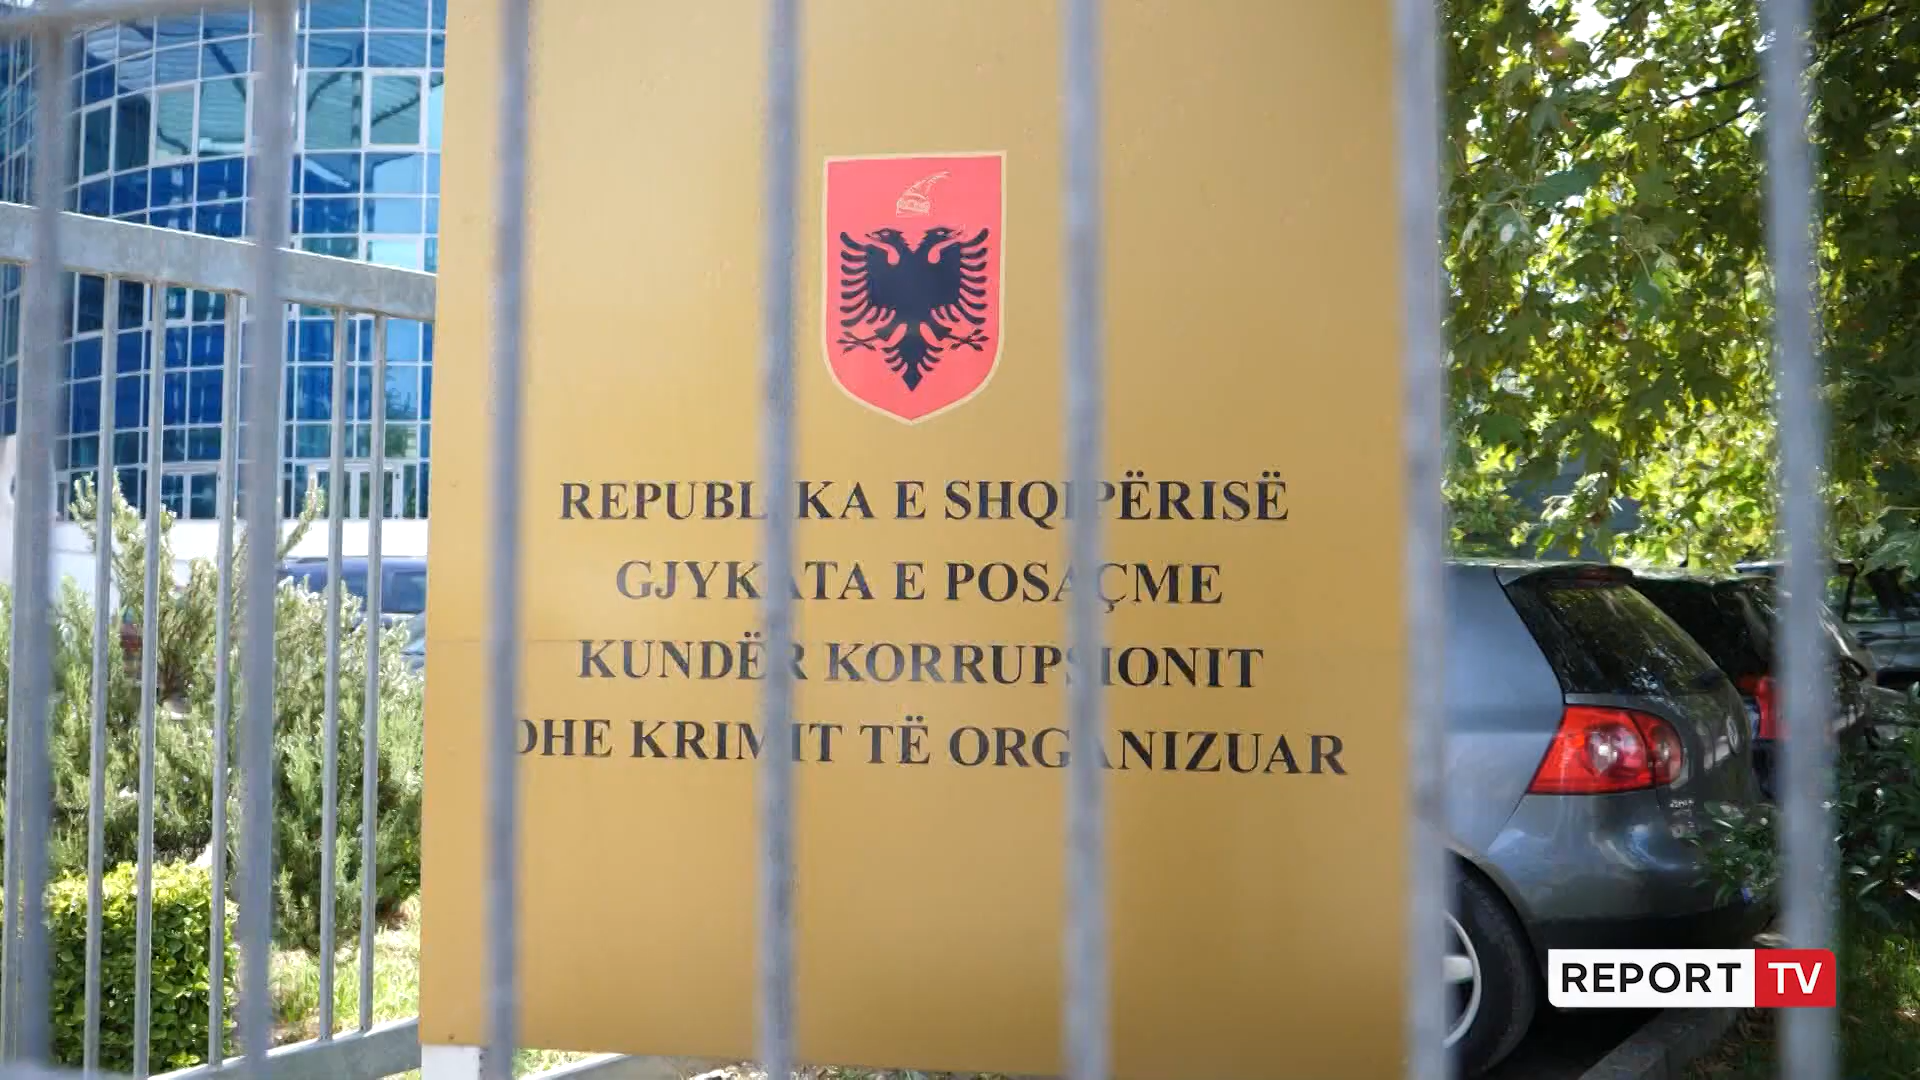 REPUBLIKA E SHQIPËRISË
GJYKATA E POSAÇME
KUNDËR KORRUPSIONIT
DHE KRIMIT TË ORGANIZUAR
REPORT TV